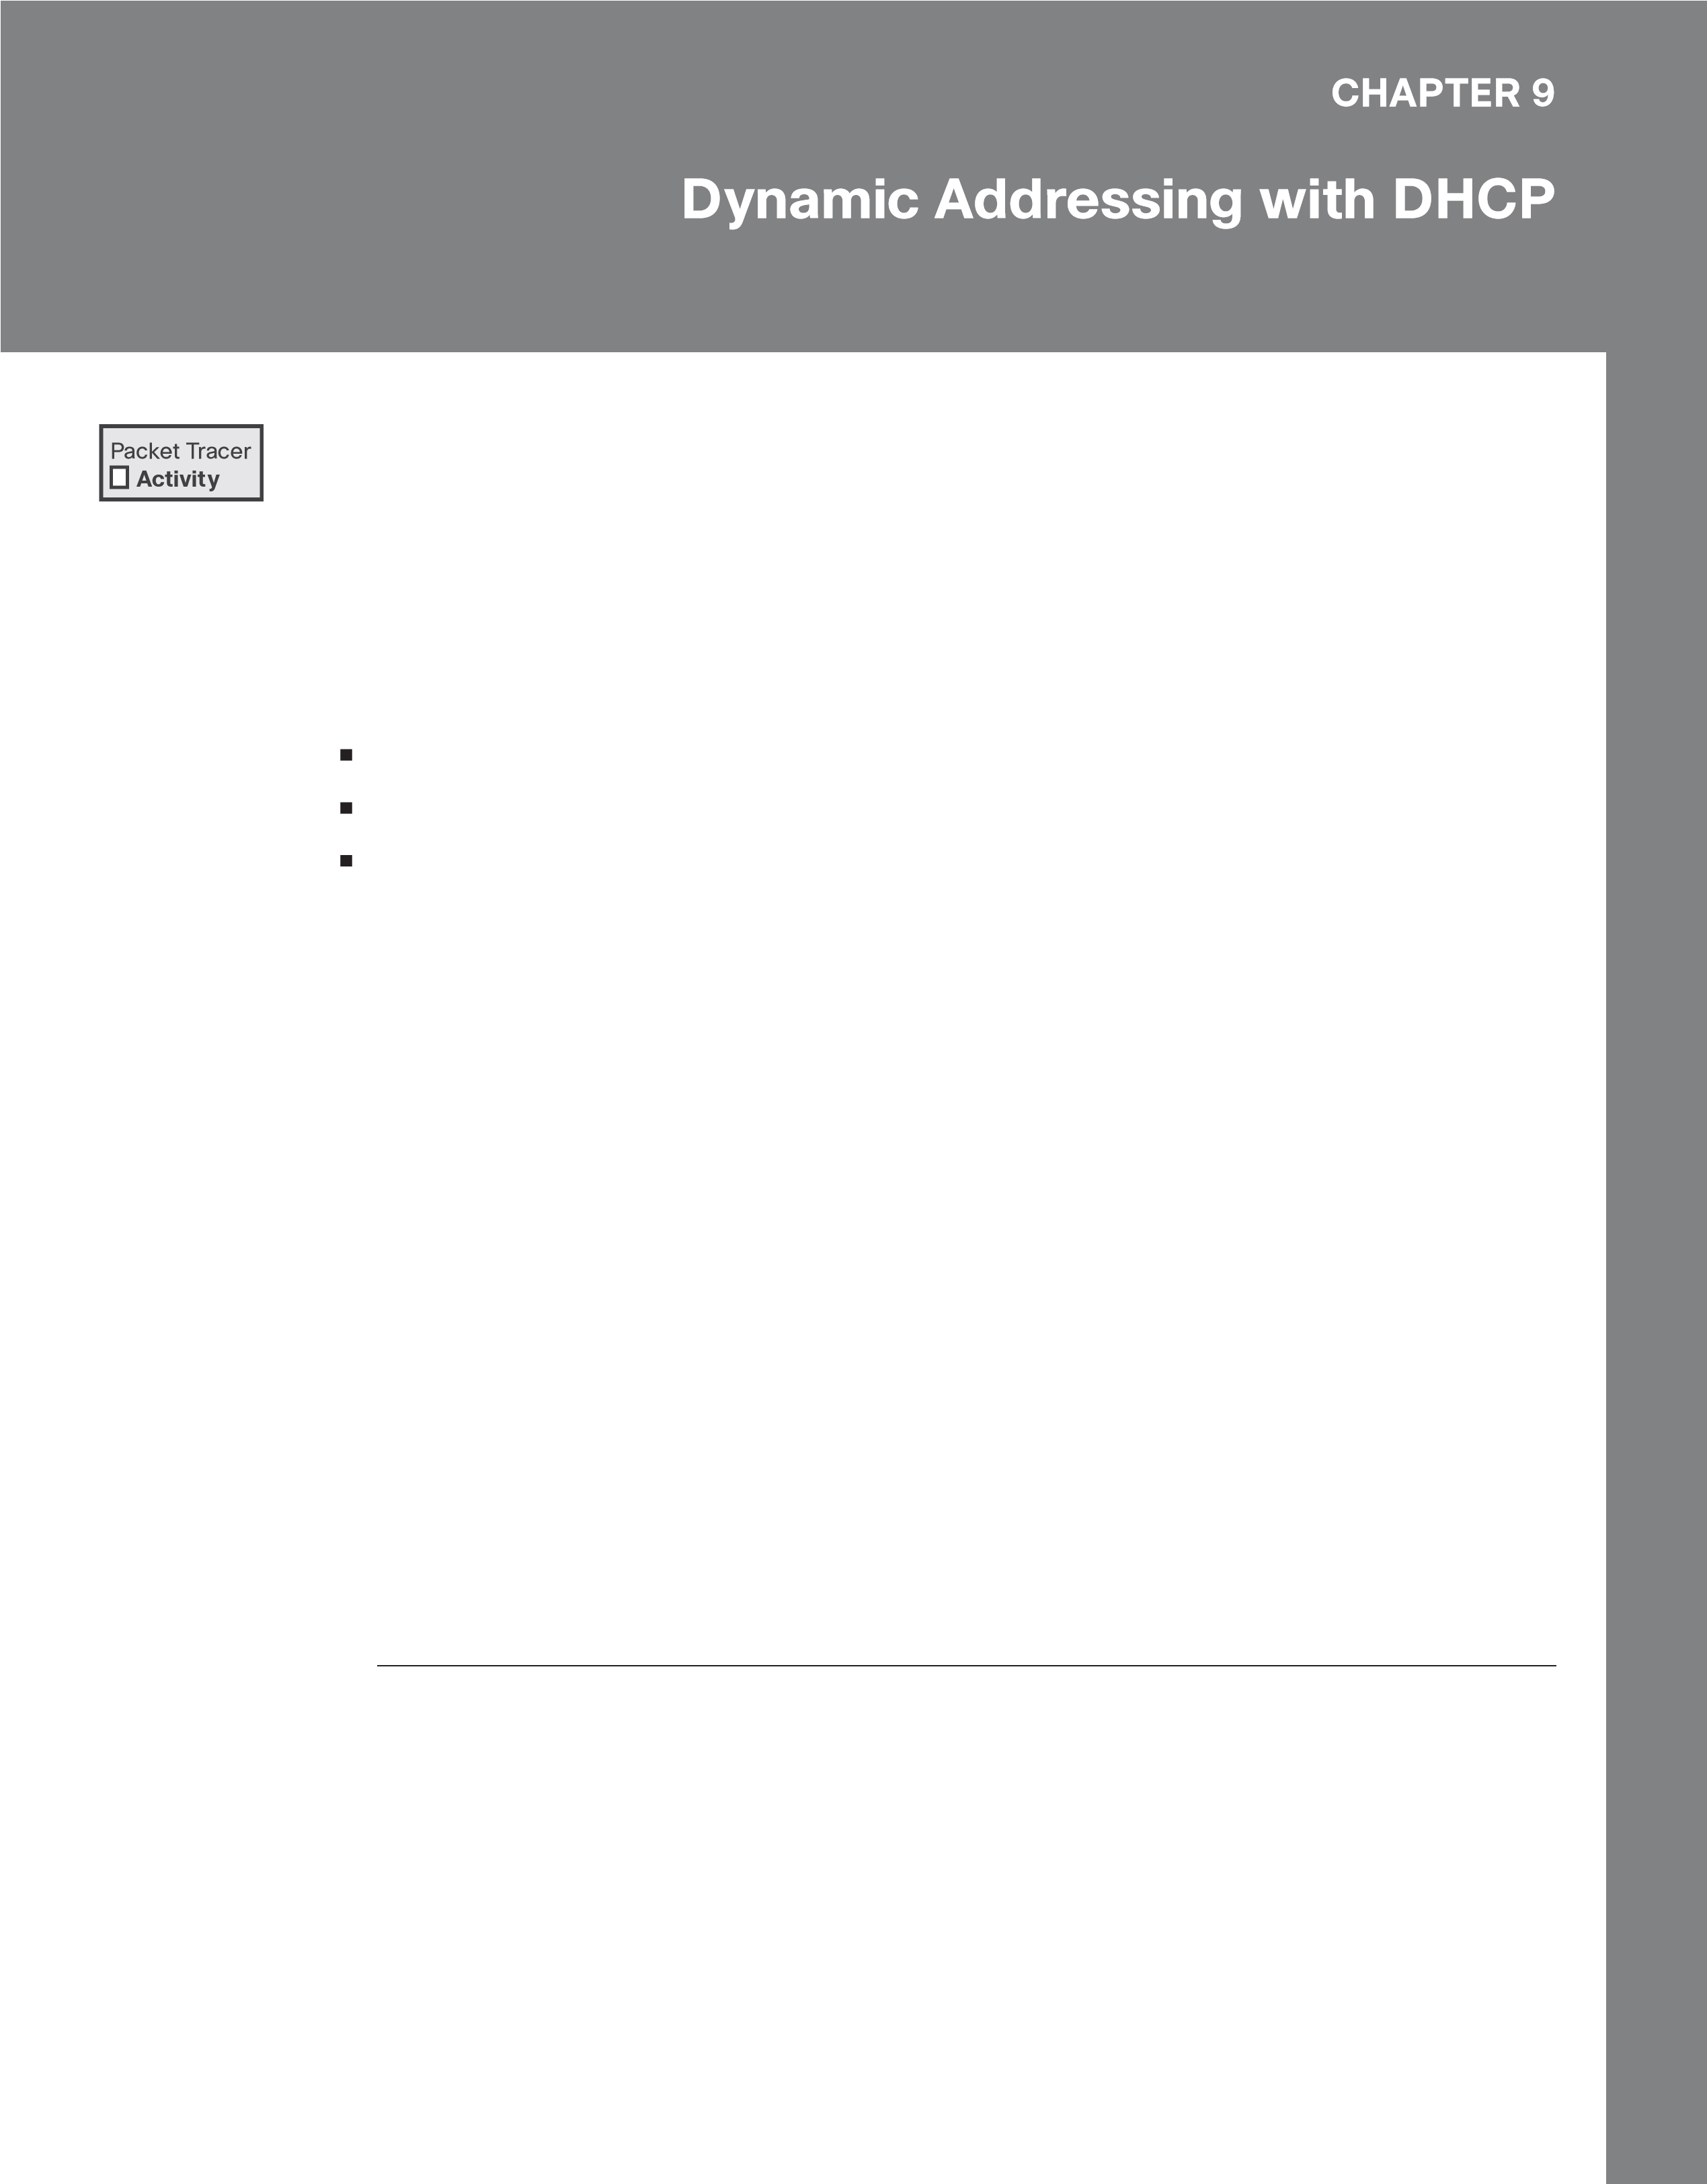 CHAPTER 9
Dynamic Addressing with DHCP
Packet Tracer
Activity